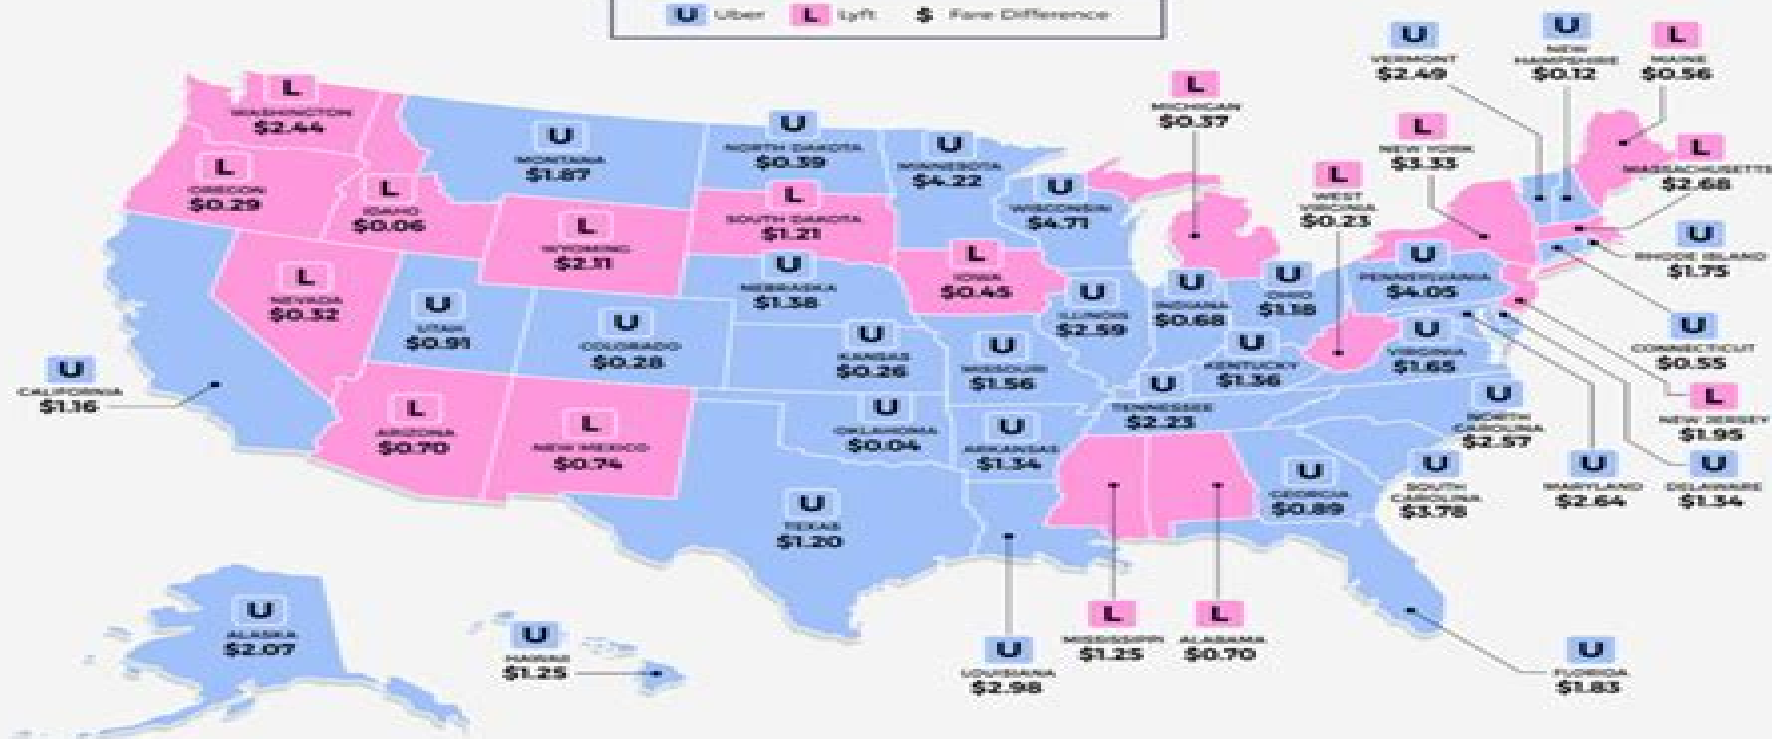 U Uber L Lyft $ Fare Difference
U
VERMONT
$2.49
U
NEW
HAMPSHIRE
$0.12
L
MAINE
$0.56
L
WASHINGTON
$2.44
L
MICHIGAN
$0.37
L
NEW YORK
$3.33
L
MASSACHUSETTS
$2.68
U
MONTANA
$1.87
U
NORTH DAKOTA
$0.39
U
MINNESOTA
$4.22
L
OREGON
$0.29
L
IDAHO
$0.06
L
WYOMING
$2.11
L
SOUTH DAKOTA
$1.21
U
WISCONSIN
$4.71
L
WEST
VIRGINIA
$0.23
U
RHODE ISLAND
$1.75
L
NEVADA
$0.32
U
UTAH
$0.91
U
COLORADO
$0.28
U
NEBRASKA
$1.38
L
IOWA
$0.45
U
ILLINOIS
$2.59
U
INDIANA
$0.68
U
OHIO
$1.18
U
PENNSYLVANIA
$4.05
U
CONNECTICUT
$0.55
U
CALIFORNIA
$1.16
U
KANSAS
$0.26
U
MISSOURI
$1.56
U
KENTUCKY
$1.36
U
VIRGINIA
$1.65
L
NEW JERSEY
$1.95
L
ARIZONA
$0.70
L
NEW MEXICO
$0.74
U
OKLAHOMA
$0.04
U
ARKANSAS
$1.34
U
TENNESSEE
$2.23
U
NORTH
CAROLINA
$2.57
U
TEXAS
$1.20
U
GEORGIA
$0.89
U
SOUTH
CAROLINA
$3.78
U
MARYLAND
$2.64
U
DELAWARE
$1.54
U
ALASKA
$2.07
U
HAWAII
$1.25
U
LOUISIANA
$2.98
L
MISSISSIPPI
$1.25
L
ALABAMA
$0.70
U
FLORIDA
$1.83